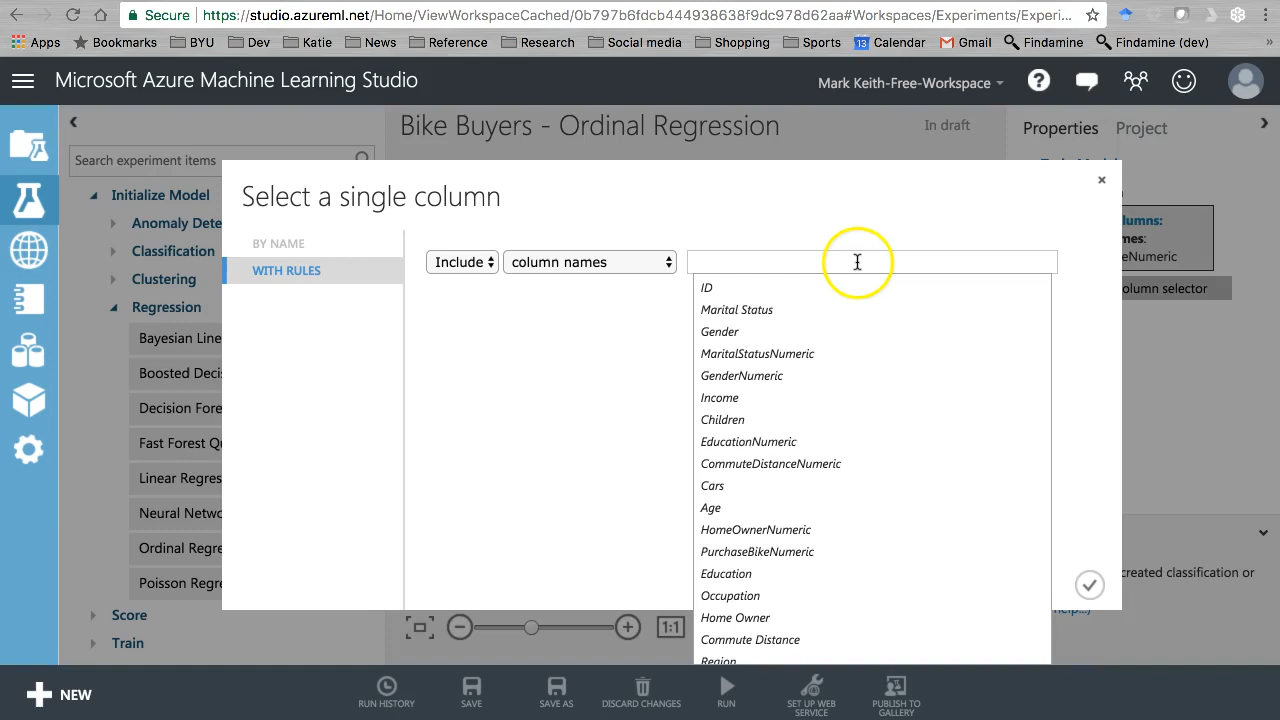 Secure https://studio.azureml.net/Home/ViewWorkspaceCached/0b797b6fdcb444938638f9dc978d62aa#Workspaces/Experiments/Experi...
Apps Bookmarks BYU Dev Katie News Reference Research Social media Shopping Sports 13 Calendar Gmail Findamine Findamine (dev) »
Microsoft Azure Machine Learning Studio
Mark Keith-Free-Workspace
Bike Buyers - Ordinal Regression
In draft
Properties Project
Search experiment items
Initialize Model
Anomaly Dete
Classification
Clustering
Regression
Bayesian Line
Boosted Decis
Decision Fore
Fast Forest Qu
Linear Regres
Neural Netwo
Ordinal Regre
Poisson Regr
Score
Train
Select a single column
BY NAME
WITH RULES
Include column names
ID
Marital Status
Gender
MaritalStatusNumeric
GenderNumeric
Income
Children
EducationNumeric
CommuteDistanceNumeric
Cars
Age
HomeOwnerNumeric
PurchaseBikeNumeric
Education
Occupation
Home Owner
Commute Distance
Region
lumns:
mes:
eNumeric
olumn selector
created classification or
help...)
1:1
NEW
RUN HISTORY
SAVE
SAVE AS
DISCARD CHANGES
RUN
SET UP WEB SERVICE
PUBLISH TO GALLERY